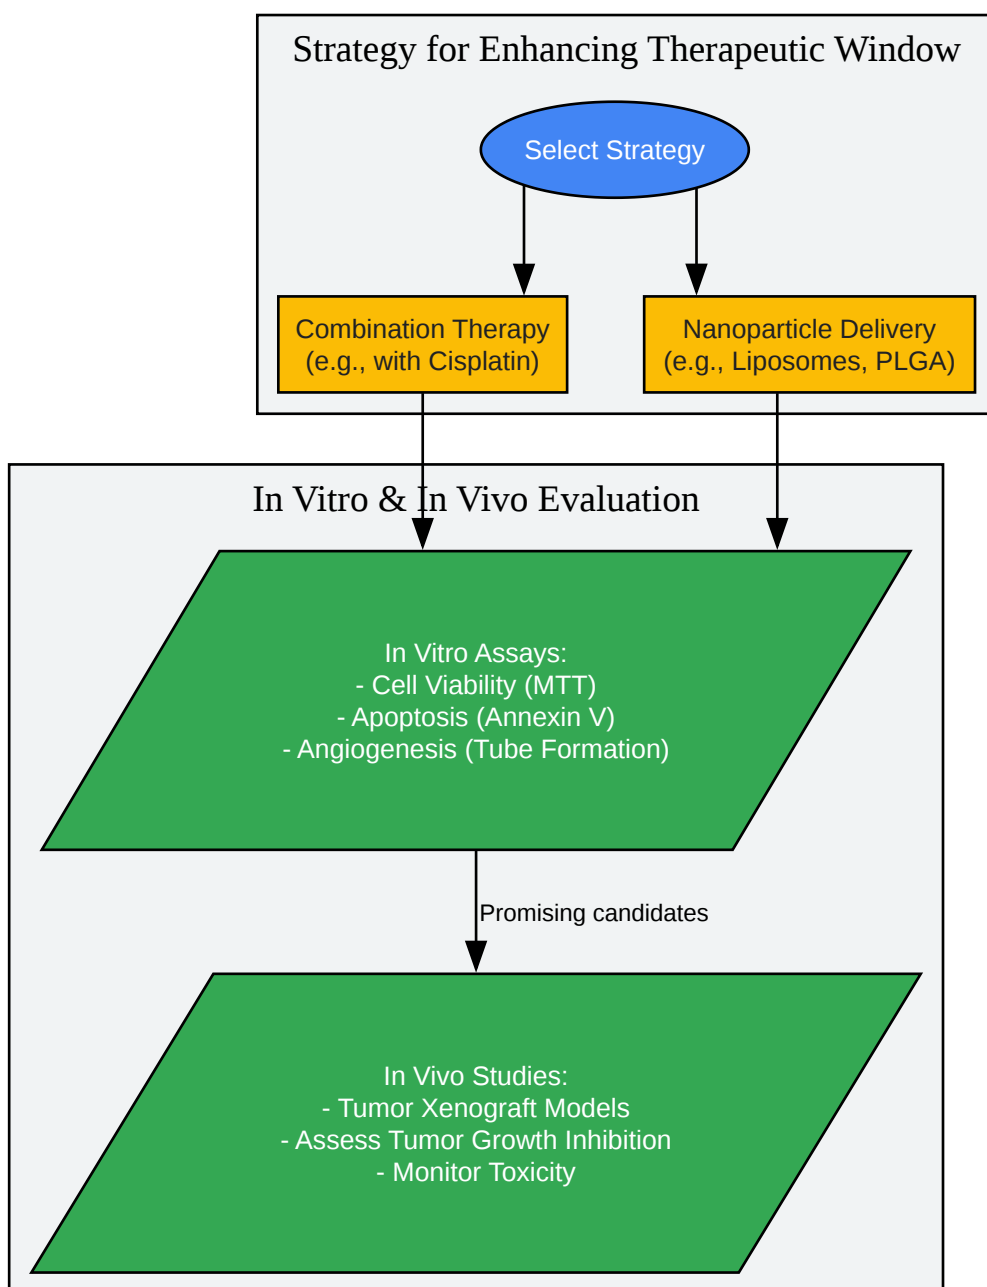 Strategy for Enhancing Therapeutic Window
Select Strategy
Combination Therapy
(e.g., with Cisplatin)
Nanoparticle Delivery
(e.g., Liposomes, PLGA)
In Vitro & In Vivo Evaluation
In Vitro Assays:
- Cell Viability (MTT)
- Apoptosis (Annexin V)
- Angiogenesis (Tube Formation)
Promising candidates
In Vivo Studies:
- Tumor Xenograft Models
- Assess Tumor Growth Inhibition
- Monitor Toxicity